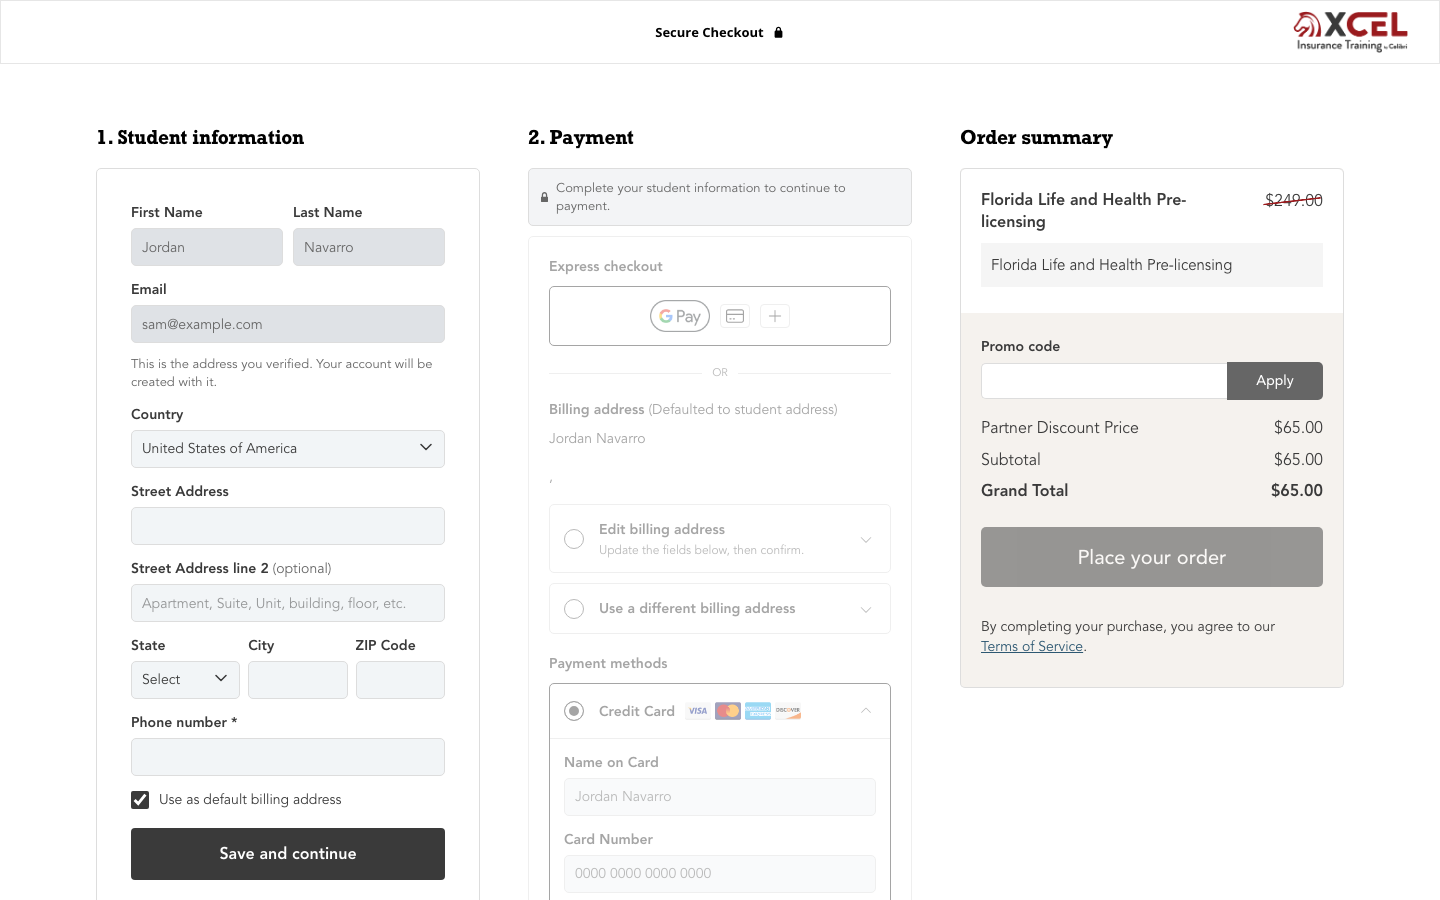 Secure Checkout
XCEL
Insurance Training by Colibri
1. Student information
First Name
Last Name
Jordan
Navarro
Email
sam@example.com
This is the address you verified. Your account will be
created with it.
Country
United States of America
Street Address
Street Address line 2 (optional)
Apartment, Suite, Unit, building, floor, etc.
State
City
ZIP Code
Select
Phone number *
Use as default billing address
Save and continue
2. Payment
Complete your student information to continue to
payment.
Express checkout
G Pay
OR
Billing address (Defaulted to student address)
Jordan Navarro
,
Edit billing address
Update the fields below, then confirm.
Use a different billing address
Payment methods
Credit Card
VISA
DISCOVER
Name on Card
Jordan Navarro
Card Number
0000 0000 0000 0000
Order summary
Florida Life and Health Pre-
licensing
$249.00
Florida Life and Health Pre-licensing
Promo code
Apply
Partner Discount Price
$65.00
Subtotal
$65.00
Grand Total
$65.00
Place your order
By completing your purchase, you agree to our
Terms of Service.